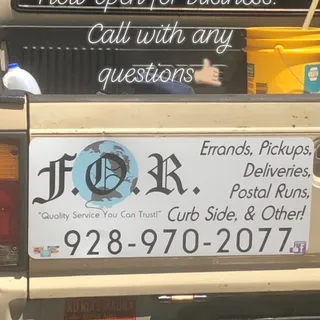 Now open for business!
Call with any
questions🤙🏻
F.O.R.
"Quality Service You Can Trust!"
Errands, Pickups,
Deliveries,
Postal Runs,
Curb Side, & Other!
928-970-2077